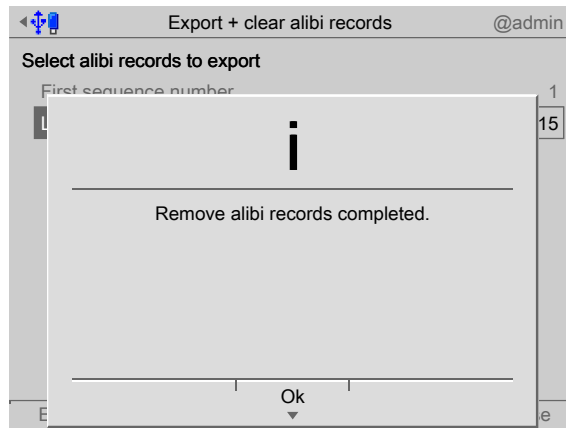 Export + clear alibi records @admin
Select alibi records to export
First sequence number 1
15
i
Remove alibi records completed.
Ok